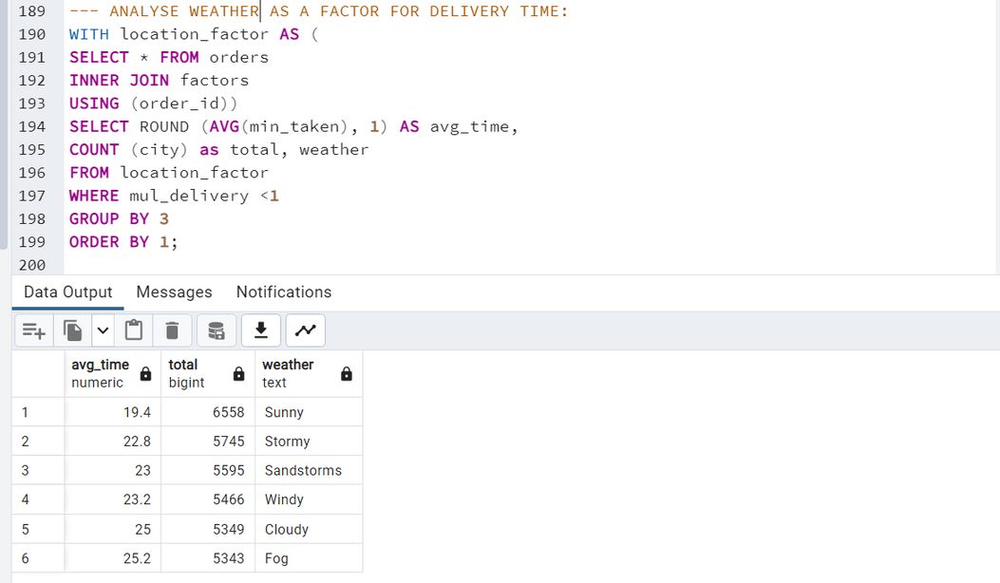 189 --- ANALYSE WEATHER AS A FACTOR FOR DELIVERY TIME:
190 WITH location_factor AS (
191 SELECT * FROM orders
192 INNER JOIN factors
193 USING (order_id))
194 SELECT ROUND (AVG(min_taken), 1) AS avg_time,
195 COUNT (city) as total, weather
196 FROM location_factor
197 WHERE mul_delivery <1
198 GROUP BY 3
199 ORDER BY 1;
200
Data Output Messages Notifications
avg_time total weather
numeric bigint text
1 19.4 6558 Sunny
2 22.8 5745 Stormy
3 23 5595 Sandstorms
4 23.2 5466 Windy
5 25 5349 Cloudy
6 25.2 5343 Fog